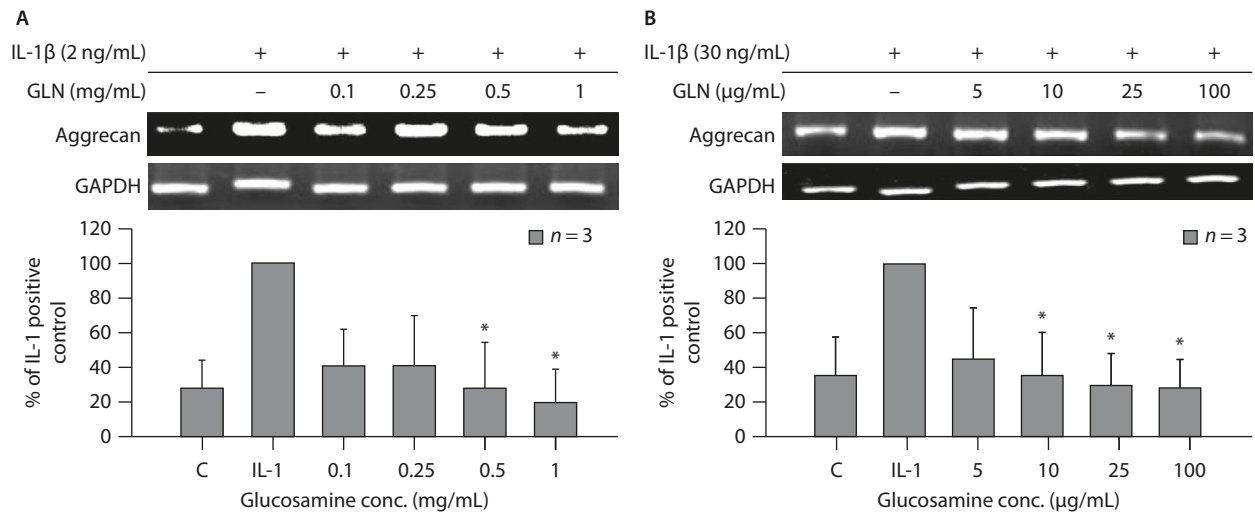 A
IL-1β (2 ng/mL) + + + + +
GLN (mg/mL) – 0.1 0.25 0.5 1
Aggrecan
GAPDH
n = 3
120
100
80
60
40
20
0
% of IL-1 positive
control
* *
C IL-1 0.1 0.25 0.5 1
Glucosamine conc. (mg/mL)
B
IL-1β (30 ng/mL) + + + + +
GLN (μg/mL) – 5 10 25 100
Aggrecan
GAPDH
n = 3
120
100
80
60
40
20
0
% of IL-1 positive
control
* * *
C IL-1 5 10 25 100
Glucosamine conc. (μg/mL)